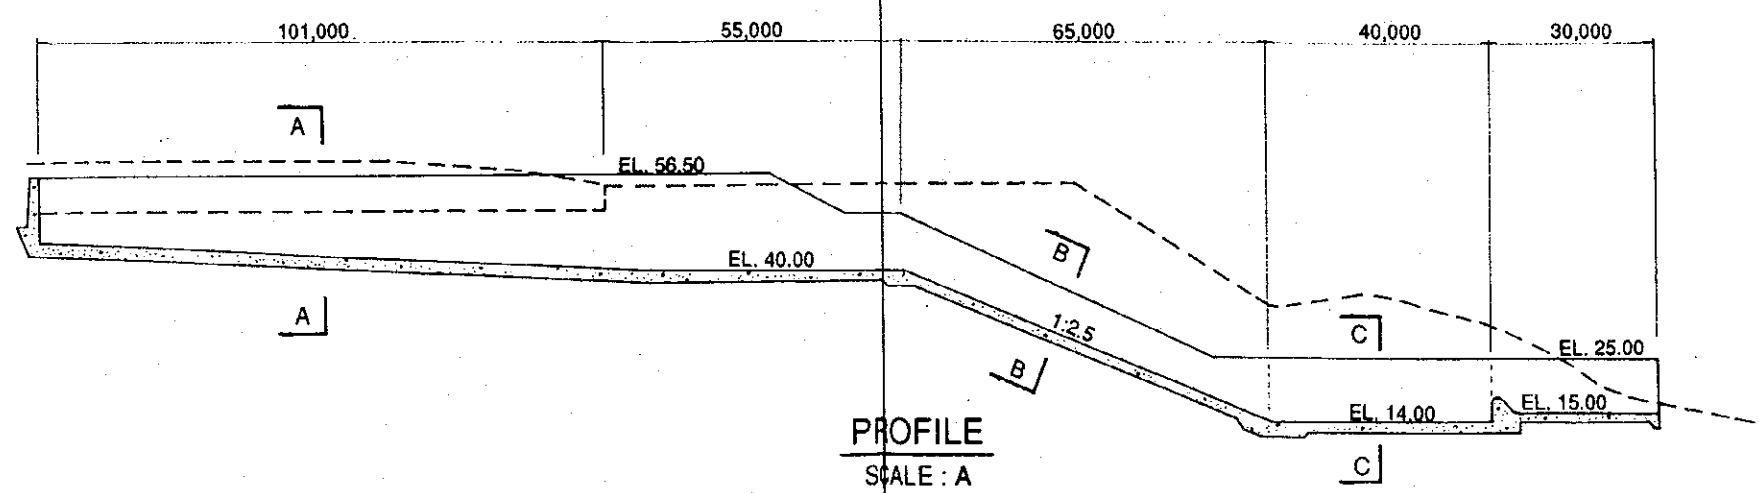 101,000
55,000
65,000
40,000
30,000
A
EL. 56.50
B
EL. 40.00
A
1:2.5
C
EL. 25.00
B
EL. 14.00
EL. 15.00
PROFILE
C
SCALE : A